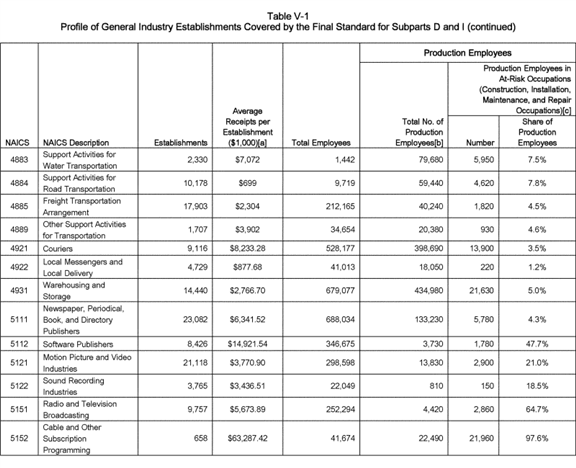 Table V-1
Profile of General Industry Establishments Covered by the Final Standard for Subparts D and I (continued)
Production Employees
Production Employees in
At-Risk Occupations
(Construction, Installation,
Maintenance, and Repair
Occupations)[c]
NAICS NAICS Description Establishments Average Receipts per Establishment ($1,000)[a] Total Employees Total No. of Production Employees[b] Number Share of Production Employees
4883 Support Activities for Water Transportation 2,330 $7,072 1,442 79,680 5,950 7.5%
4884 Support Activities for Road Transportation 10,178 $699 9,719 59,440 4,620 7.8%
4885 Freight Transportation Arrangement 17,903 $2,304 212,165 40,240 1,820 4.5%
4889 Other Support Activities for Transportation 1,707 $3,902 34,654 20,380 930 4.6%
4921 Couriers 9,116 $8,233.28 528,177 398,690 13,900 3.5%
4922 Local Messengers and Local Delivery 4,729 $877.68 41,013 18,050 220 1.2%
4931 Warehousing and Storage 14,440 $2,766.70 679,077 434,980 21,630 5.0%
5111 Newspaper, Periodical, Book, and Directory Publishers 23,082 $6,341.52 688,034 133,230 5,780 4.3%
5112 Software Publishers 8,426 $14,921.54 346,675 3,730 1,780 47.7%
5121 Motion Picture and Video Industries 21,118 $3,770.90 298,598 13,830 2,900 21.0%
5122 Sound Recording Industries 3,765 $3,436.51 22,049 810 150 18.5%
5151 Radio and Television Broadcasting 9,757 $5,673.89 252,294 4,420 2,860 64.7%
5152 Cable and Other Subscription Programming 658 $63,287.42 41,674 22,490 21,960 97.6%